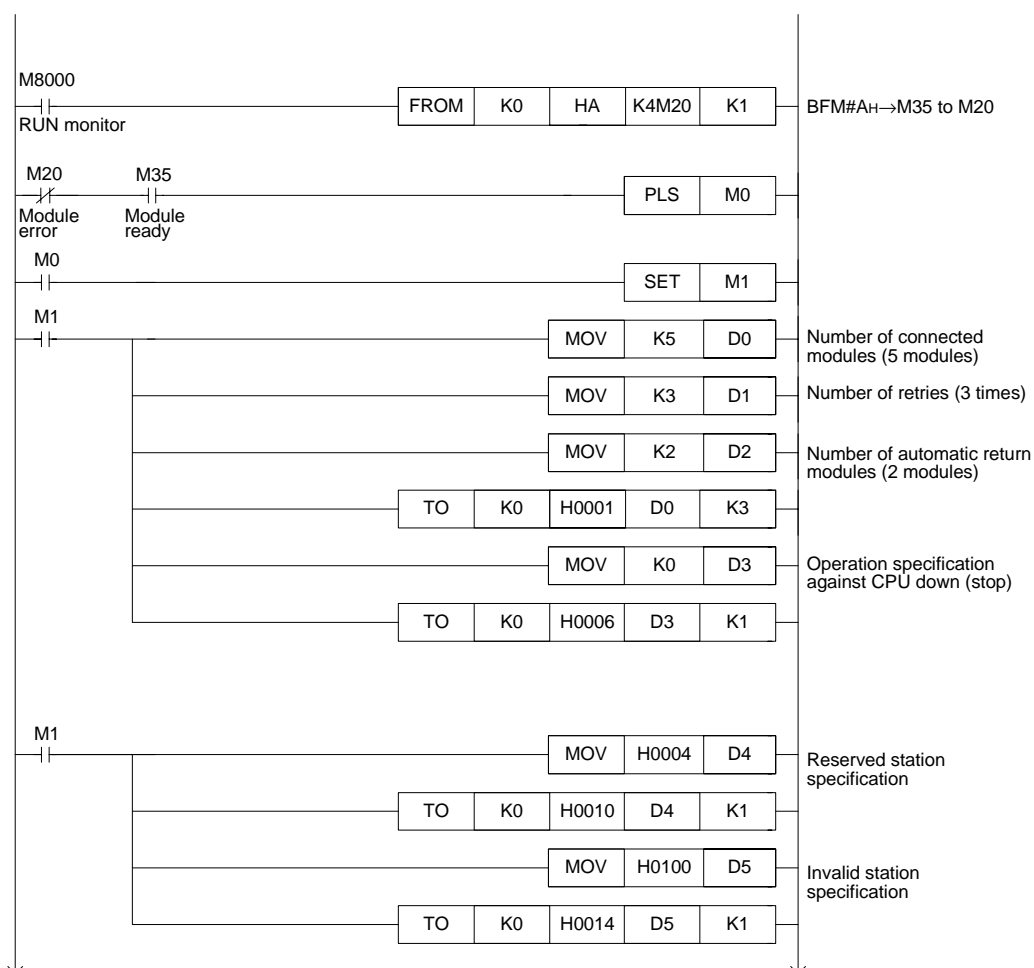 M8000
FROM K0 HA K4M20 K1
BFM#AH→M35 to M20
RUN monitor
M20 M35
PLS M0
Module Module
error ready
M0
SET M1
M1
MOV K5 D0
Number of connected
modules (5 modules)
MOV K3 D1
Number of retries (3 times)
MOV K2 D2
Number of automatic return
modules (2 modules)
TO K0 H0001 D0 K3
MOV K0 D3
Operation specification
against CPU down (stop)
TO K0 H0006 D3 K1
M1
MOV H0004 D4
Reserved station
specification
TO K0 H0010 D4 K1
MOV H0100 D5
Invalid station
specification
TO K0 H0014 D5 K1